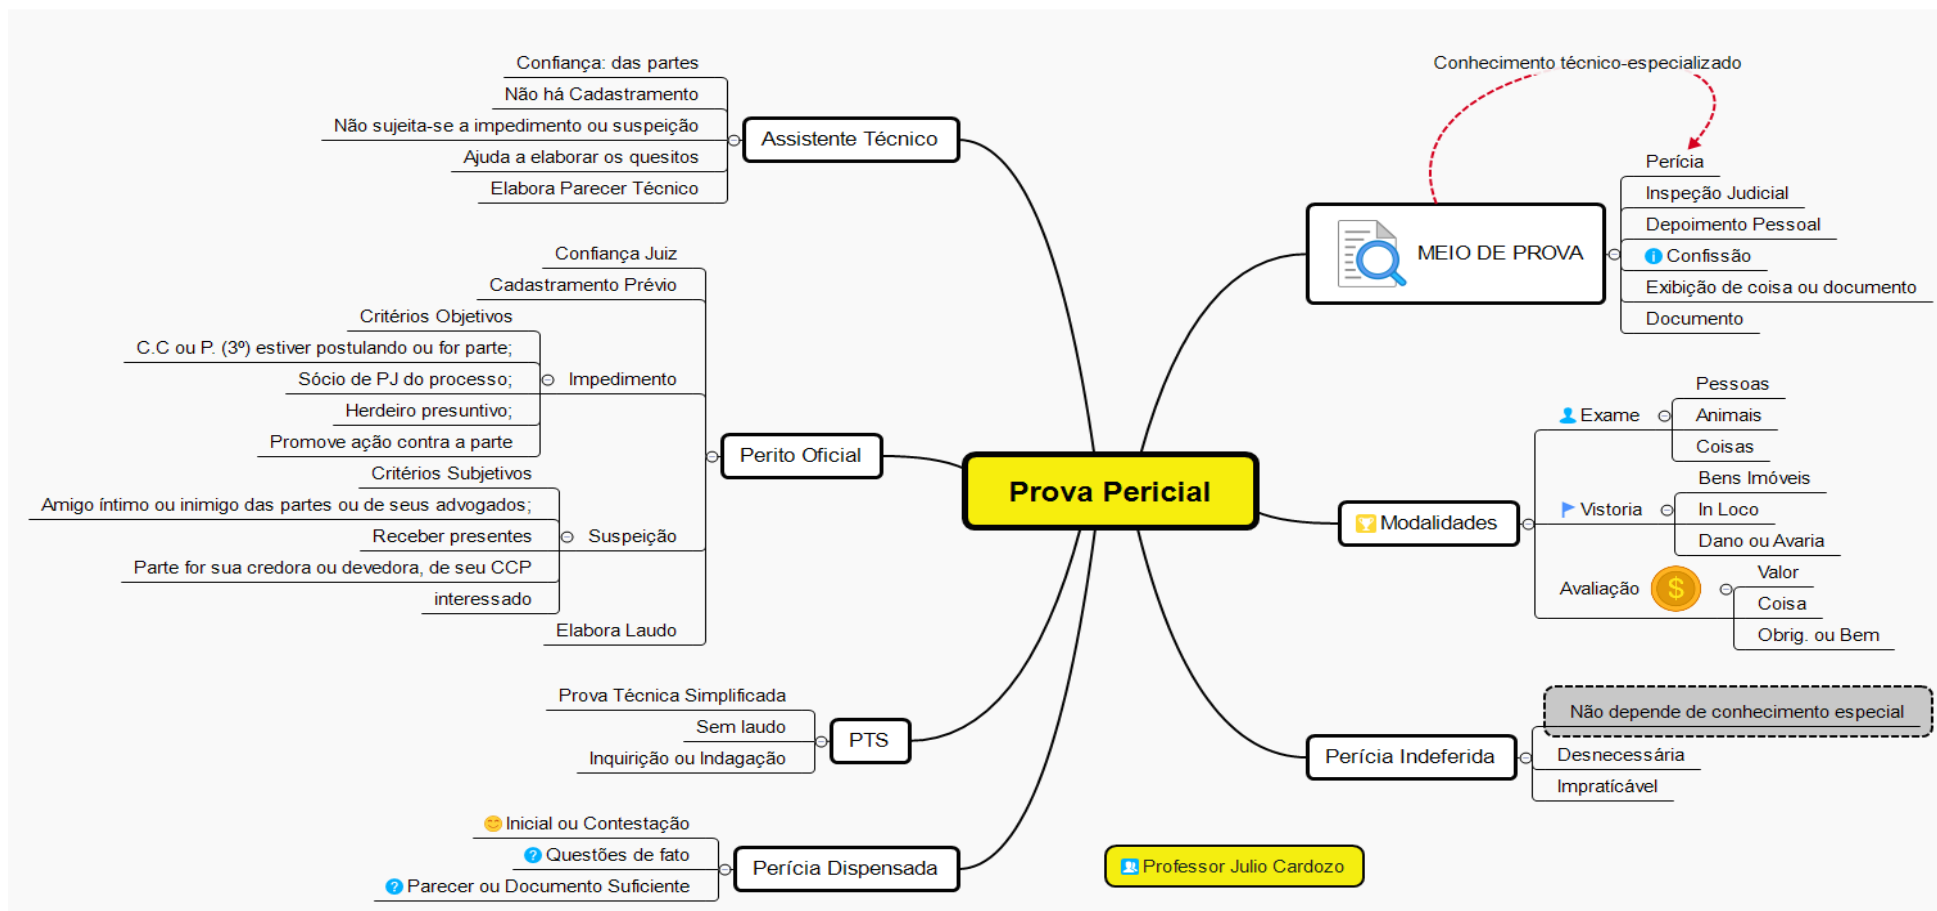 Confiança: das partes
Não há Cadastramento
Não sujeita-se a impedimento ou suspeição
Ajuda a elaborar os quesitos
Elabora Parecer Técnico
Assistente Técnico
Confiança Juiz
Cadastramento Prévio
Critérios Objetivos
C.C ou P. (3º) estiver postulando ou for parte;
Sócio de PJ do processo;
Herdeiro presuntivo;
Promove ação contra a parte
Impedimento
Critérios Subjetivos
Amigo íntimo ou inimigo das partes ou de seus advogados;
Receber presentes
Parte for sua credora ou devedora, de seu CCP
interessado
Suspeição
Elabora Laudo
Perito Oficial
Prova Técnica Simplificada
Sem laudo
Inquirição ou Indagação
PTS
Inicial ou Contestação
Questões de fato
Parecer ou Documento Suficiente
Perícia Dispensada
Prova Pericial
Conhecimento técnico-especializado
MEIO DE PROVA
Perícia
Inspeção Judicial
Depoimento Pessoal
Confissão
Exibição de coisa ou documento
Documento
Modalidades
Exame
Pessoas
Animais
Coisas
Vistoria
Bens Imóveis
In Loco
Dano ou Avaria
Avaliação
$
Valor
Coisa
Obrig. ou Bem
Perícia Indeferida
Não depende de conhecimento especial
Desnecessária
Impratícável
Professor Julio Cardozo